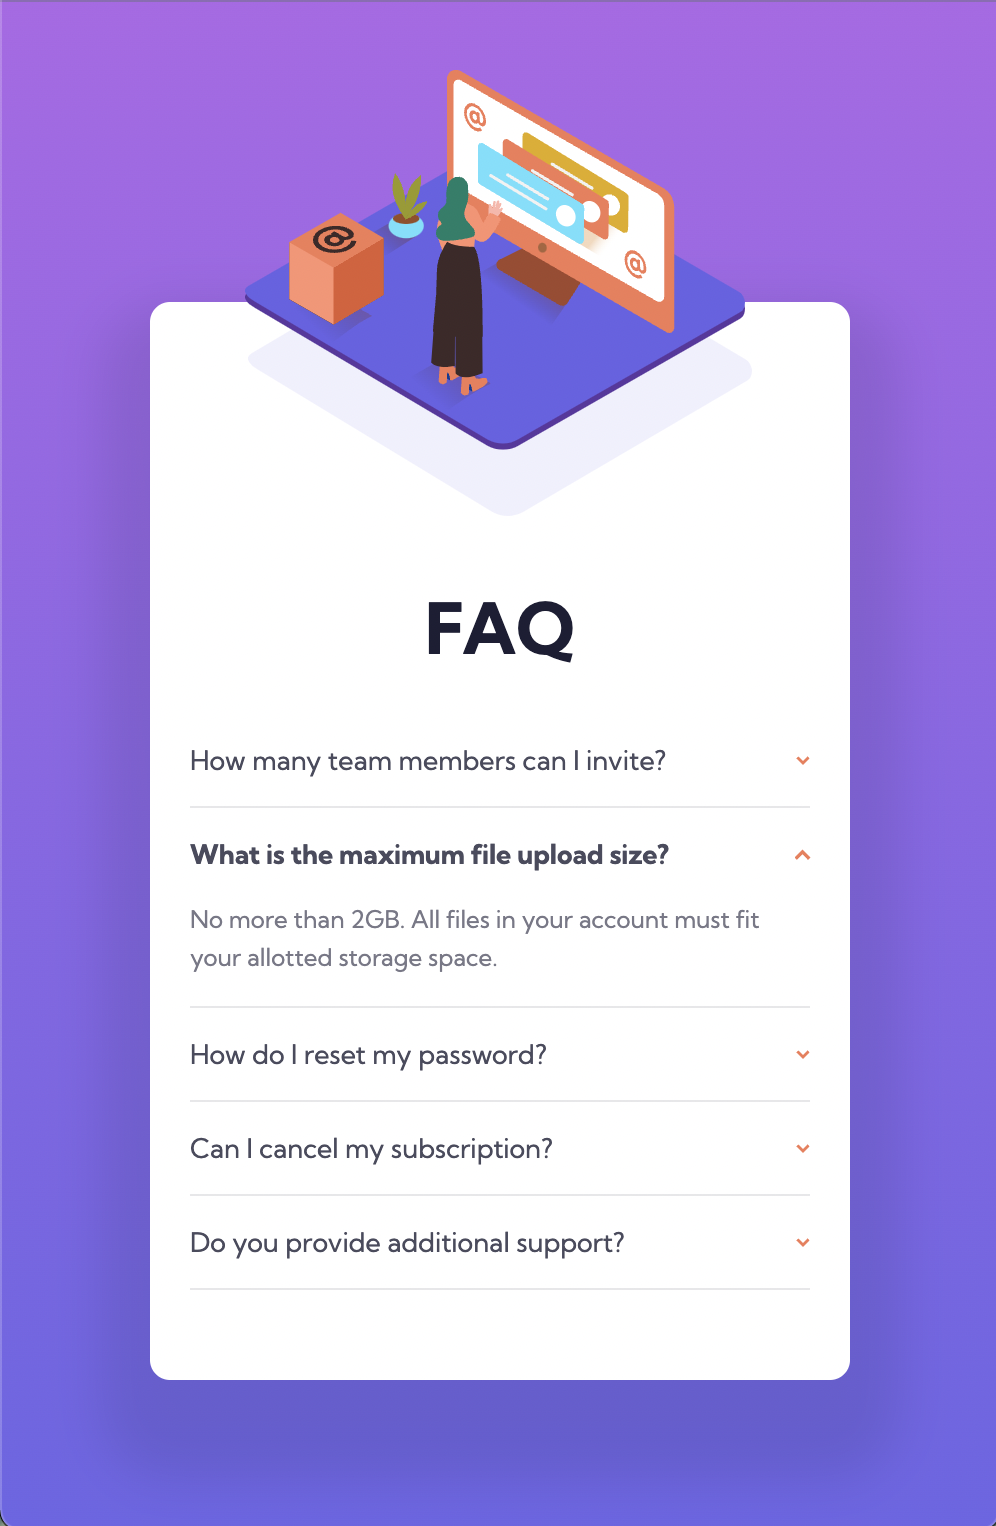 @
@
@
FAQ
How many team members can I invite?
What is the maximum file upload size?
No more than 2GB. All files in your account must fit
your allotted storage space.
How do I reset my password?
Can I cancel my subscription?
Do you provide additional support?